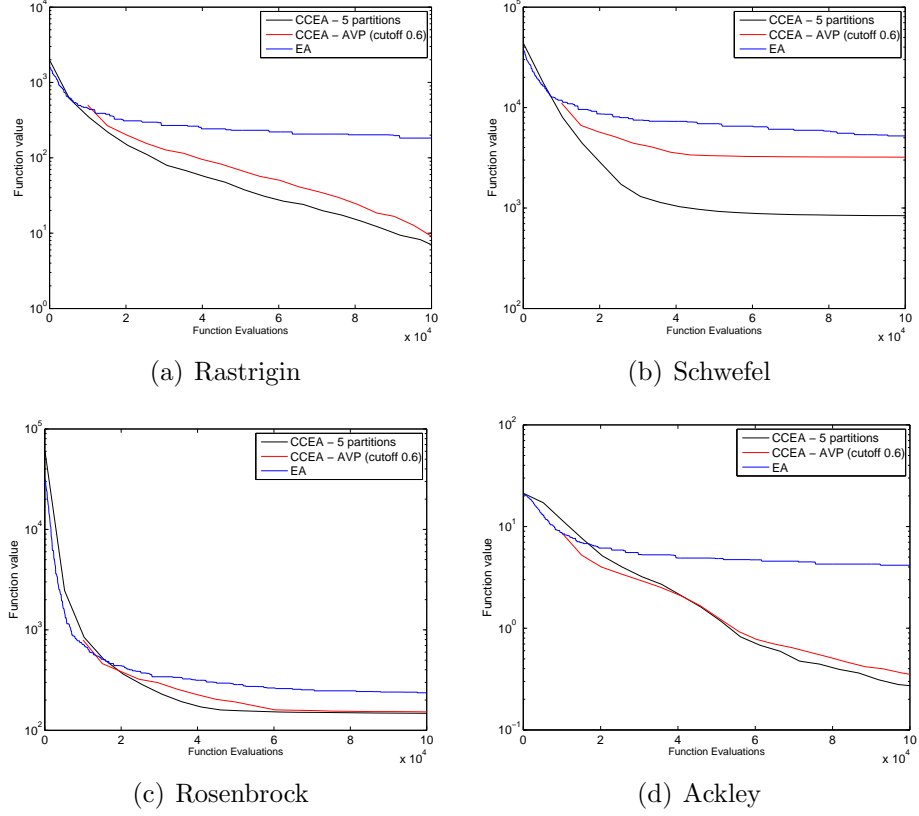 10^4
10^3
10^2
10^1
10^0
Function value
CCEA − 5 partitions
CCEA − AVP (cutoff 0.6)
EA
0 2 4 6 8 10
x 10^4
Function Evaluations
(a) Rastrigin
10^5
10^4
10^3
10^2
Function value
CCEA − 5 partitions
CCEA − AVP (cutoff 0.6)
EA
0 2 4 6 8 10
x 10^4
Function Evaluations
(b) Schwefel
10^5
10^4
10^3
10^2
Function value
CCEA − 5 partitions
CCEA − AVP (cutoff 0.6)
EA
0 2 4 6 8 10
x 10^4
Function Evaluations
(c) Rosenbrock
10^2
10^1
10^0
10^−1
Function value
CCEA − 5 partitions
CCEA − AVP (cutoff 0.6)
EA
0 2 4 6 8 10
x 10^4
Function Evaluations
(d) Ackley